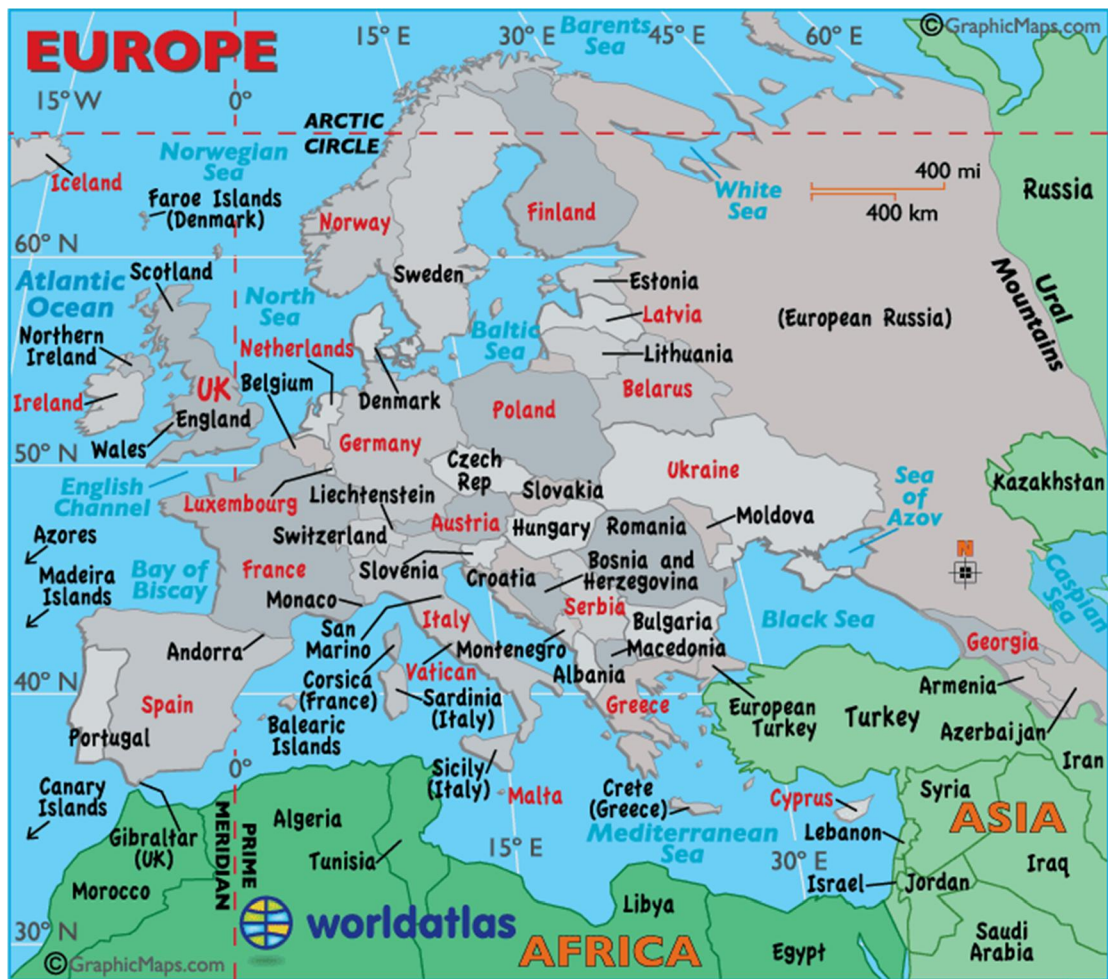 ©GraphicMaps.com
EUROPE
15° E
30° E
Barents
Sea
45° E
60° E
15° W
0°
ARCTIC
CIRCLE
Norwegian
Sea
Iceland
Faroe Islands
(Denmark)
White
Sea
400 mi
400 km
Russia
Norway
Finland
60° N
Atlantic
Ocean
Scotland
Sweden
Estonia
Ural
Mountains
North
Sea
Latvia
(European Russia)
Northern
Ireland
Netherlands
Baltic
Sea
Lithuania
Ireland
UK
Belgium
Denmark
Belarus
England
Poland
Wales
Germany
50° N
Czech
Rep
Ukraine
Kazakhstan
English
Channel
Luxembourg
Liechtenstein
Slovakia
Sea
of
Azov
Moldova
Azores
Switzerland
Austria
Hungary
Romania
Bay of
Biscay
France
Slovenia
Croatia
Bosnia and
Herzegovina
N
Caspian
Sea
Madeira
Islands
Monaco
Italy
Serbia
Bulgaria
Black Sea
Georgia
Andorra
San
Marino
Montenegro
Macedonia
Corsica
(France)
Vatican
Albania
Armenia
40° N
Spain
Sardinia
(Italy)
Greece
European
Turkey
Turkey
Azerbaijan
Portugal
Balearic
Islands
Iran
0°
Sicily
(Italy)
Malta
Crete
(Greece)
Cyprus
Syria
Canary
Islands
Gibraltar
(UK)
MERIDIAN
PRIME
Algeria
Mediterranean
Sea
Lebanon
ASIA
Tunisia
15° E
30° E
Iraq
Morocco
Israel
Jordan
worldatlas
Libya
30° N
AFRICA
Egypt
Saudi
Arabia
©GraphicMaps.com